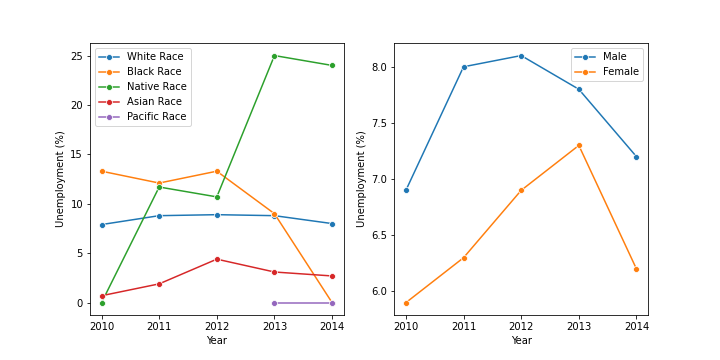 White Race
Black Race
Native Race
Asian Race
Pacific Race
25
20
15
10
5
0
Unemployment (%)
2010 2011 2012 2013 2014
Year
Male
Female
8.0
7.5
7.0
6.5
6.0
Unemployment (%)
2010 2011 2012 2013 2014
Year